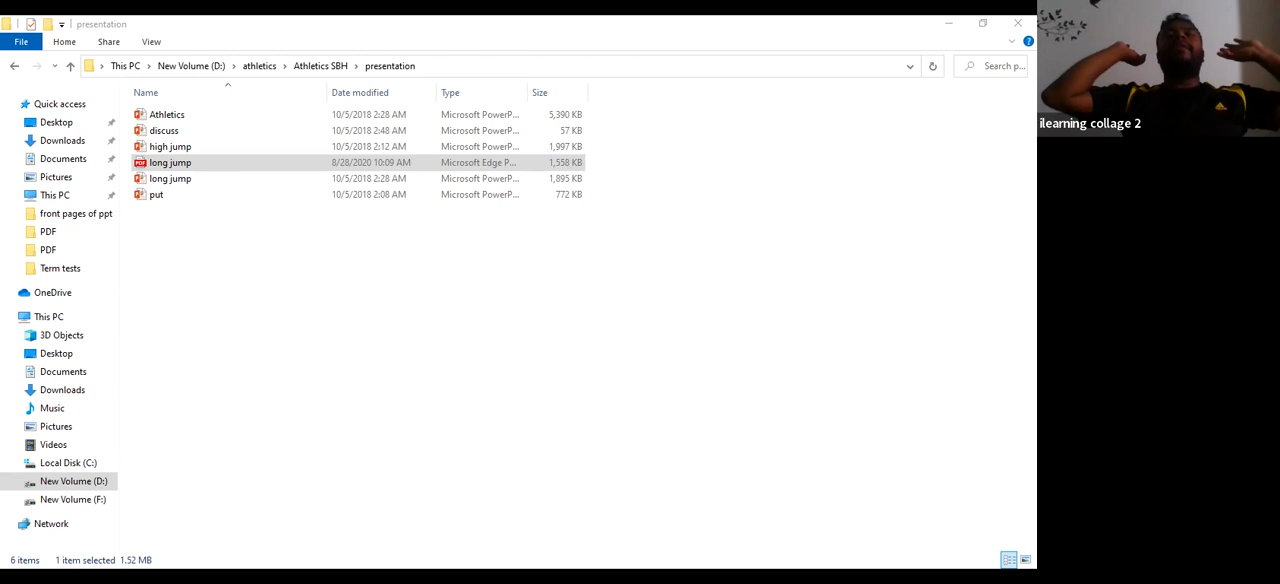 presentation
File Home Share View
This PC New Volume (D:) athletics Athletics SBH presentation Search p...
Name Date modified Type Size
Quick access
Desktop
Downloads
Documents
Pictures
This PC
front pages of ppt
PDF
PDF
Term tests
OneDrive
This PC
3D Objects
Desktop
Documents
Downloads
Music
Pictures
Videos
Local Disk (C:)
New Volume (D:)
New Volume (F:)
Network
Athletics 10/5/2018 2:28 AM Microsoft PowerP... 5,390 KB
discuss 10/5/2018 2:48 AM Microsoft PowerP... 57 KB
high jump 10/5/2018 2:12 AM Microsoft PowerP... 1,997 KB
PDF long jump 8/28/2020 10:09 AM Microsoft Edge P... 1,558 KB
long jump 10/5/2018 2:28 AM Microsoft PowerP... 1,895 KB
put 10/5/2018 2:08 AM Microsoft PowerP... 772 KB
6 items 1 item selected 1.52 MB
ilearning collage 2